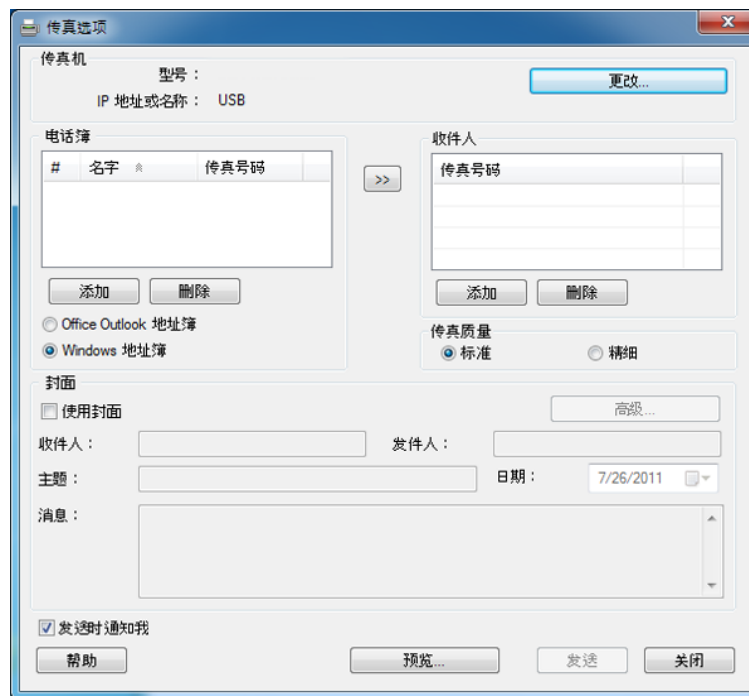 传真选项
传真机
型号：
更改...
IP 地址或名称： USB
电话簿
收件人
# 名字 传真号码
>>
传真号码
添加 删除
添加 删除
Office Outlook 地址簿
Windows 地址簿
传真质量
标准 精细
封面
使用封面
高级...
收件人： 发件人：
主题： 日期： 7/26/2011
消息：
发送时通知我
帮助 预览... 发送 关闭